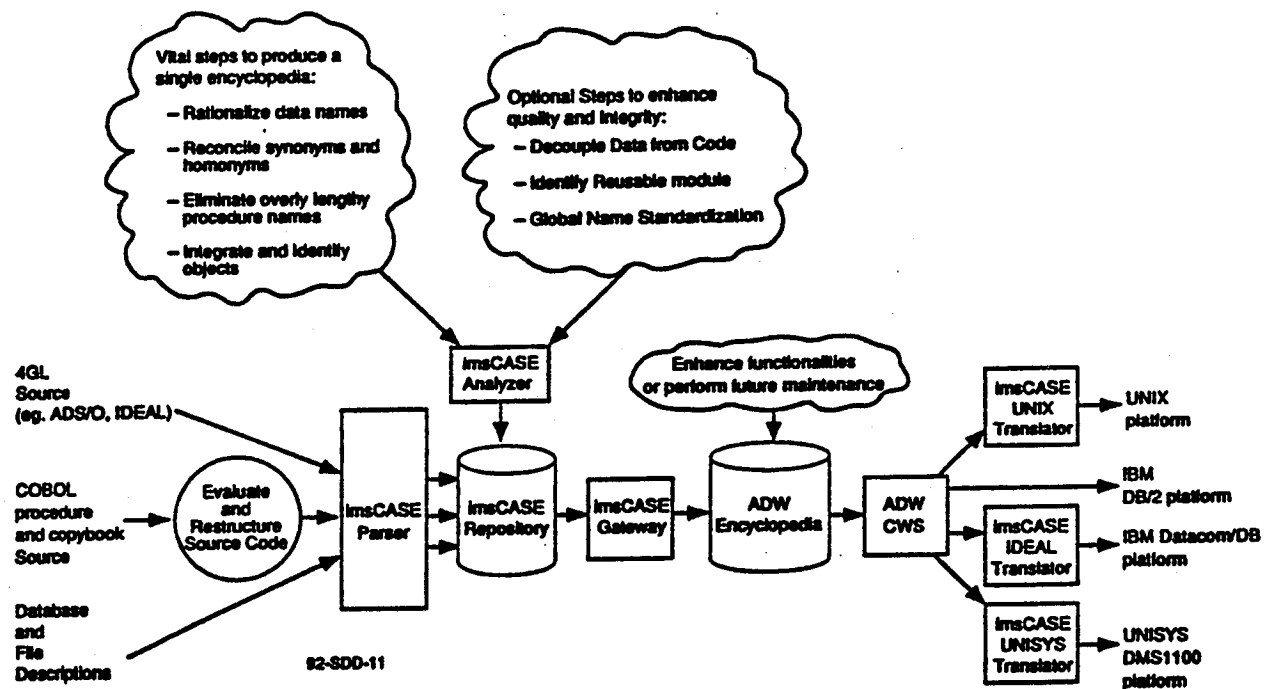 Vital steps to produce a
single encyclopedia:
– Rationalize data names
– Reconcile synonyms and
homonyms
– Eliminate overly lengthy
procedure names
– Integrate and identify
objects
Optional Steps to enhance
quality and integrity:
– Decouple Data from Code
– Identify Reusable module
– Global Name Standardization
imsCASE
Analyzer
Enhance functionalities
or perform future maintenance
4GL
Source
(eg. ADS/O, IDEAL)
COBOL
procedure
and copybook
Source
Database
and
File
Descriptions
Evaluate
and
Restructure
Source Code
imsCASE
Parser
imsCASE
Repository
imsCASE
Gateway
ADW
Encyclopedia
ADW
CWS
imsCASE
UNIX
Translator
UNIX
platform
IBM
DB/2 platform
imsCASE
IDEAL
Translator
IBM Datacom/DB
platform
imsCASE
UNISYS
Translator
UNISYS
DMS1100
platform
92-SDD-11